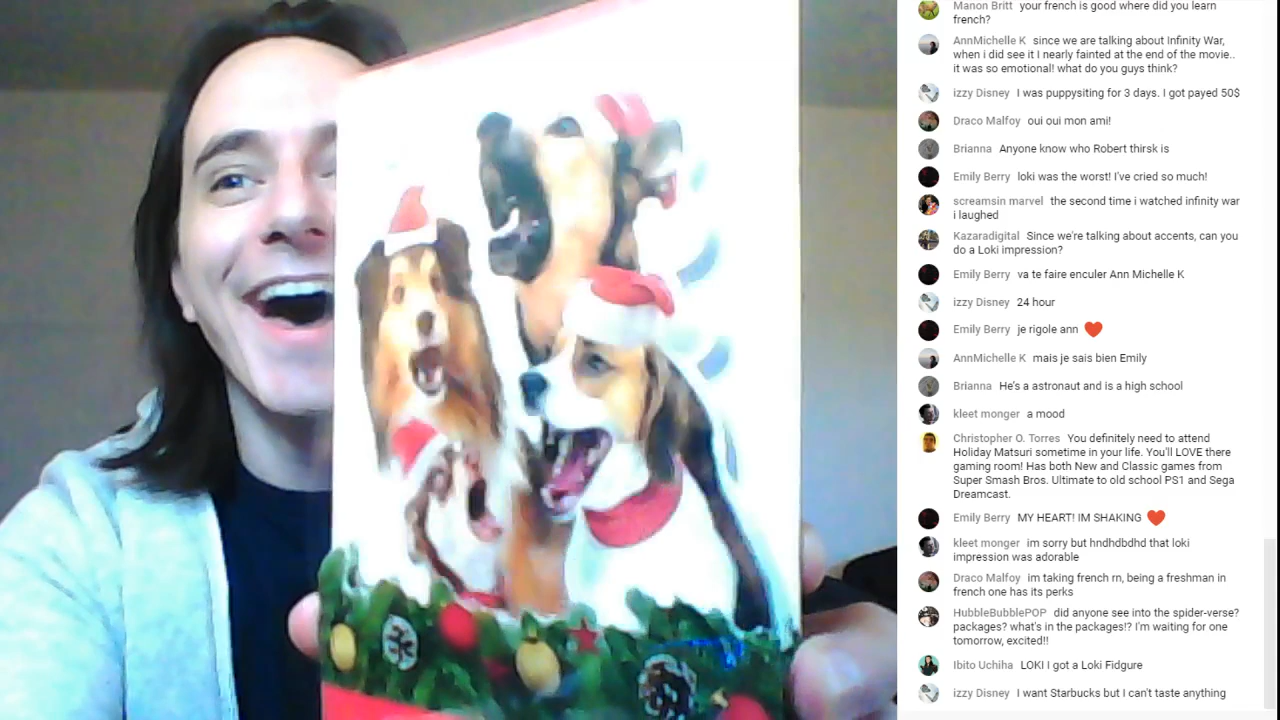 Manon Britt your french is good where did you learn
french?
AnnMichelle K since we are talking about Infinity War,
when i did see it I nearly fainted at the end of the movie..
it was so emotional! what do you guys think?
izzy Disney I was puppysiting for 3 days. I got payed 50$
Draco Malfoy oui oui mon ami!
Brianna Anyone know who Robert thirsk is
Emily Berry loki was the worst! I've cried so much!
screamsin marvel the second time i watched infinity war
i laughed
Kazaradigital Since we're talking about accents, can you
do a Loki impression?
Emily Berry va te faire enculer Ann Michelle K
izzy Disney 24 hour
Emily Berry je rigole ann ❤
AnnMichelle K mais je sais bien Emily
Brianna He's a astronaut and is a high school
kleet monger a mood
Christopher O. Torres You definitely need to attend
Holiday Matsuri sometime in your life. You'll LOVE there
gaming room! Has both New and Classic games from
Super Smash Bros. Ultimate to old school PS1 and Sega
Dreamcast.
Emily Berry MY HEART! IM SHAKING ❤
kleet monger im sorry but hndhdbdhd that loki
impression was adorable
Draco Malfoy im taking french rn, being a freshman in
french one has its perks
HubbleBubblePOP did anyone see into the spider-verse?
packages? what's in the packages!? I'm waiting for one
tomorrow, excited!!
Ibito Uchiha LOKI I got a Loki Fidgure
izzy Disney I want Starbucks but I can't taste anything